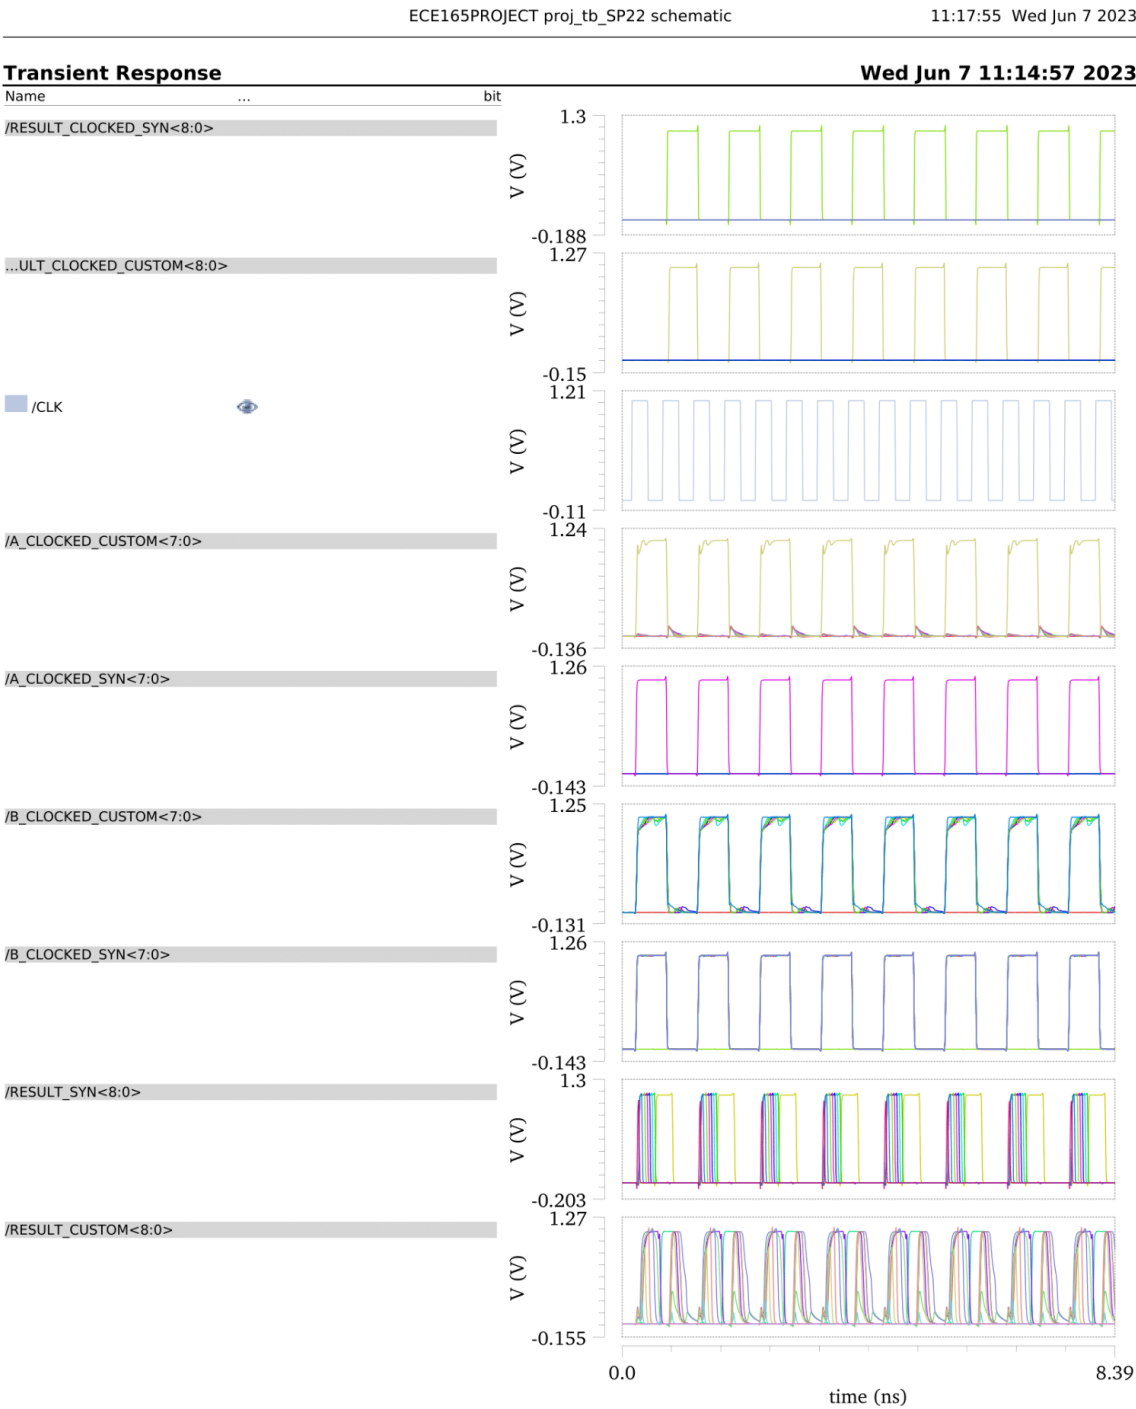 ECE165PROJECT proj_tb_SP22 schematic 11:17:55 Wed Jun 7 2023
Transient Response Wed Jun 7 11:14:57 2023
Name ... bit
/RESULT_CLOCKED_SYN<8:0>
1.3
V (V)
-0.188
...ULT_CLOCKED_CUSTOM<8:0>
1.27
V (V)
-0.15
/CLK
1.21
V (V)
-0.11
/A_CLOCKED_CUSTOM<7:0>
1.24
V (V)
-0.136
/A_CLOCKED_SYN<7:0>
1.26
V (V)
-0.143
/B_CLOCKED_CUSTOM<7:0>
1.25
V (V)
-0.131
/B_CLOCKED_SYN<7:0>
1.26
V (V)
-0.143
/RESULT_SYN<8:0>
1.3
V (V)
-0.203
/RESULT_CUSTOM<8:0>
1.27
V (V)
-0.155
0.0 8.39
time (ns)